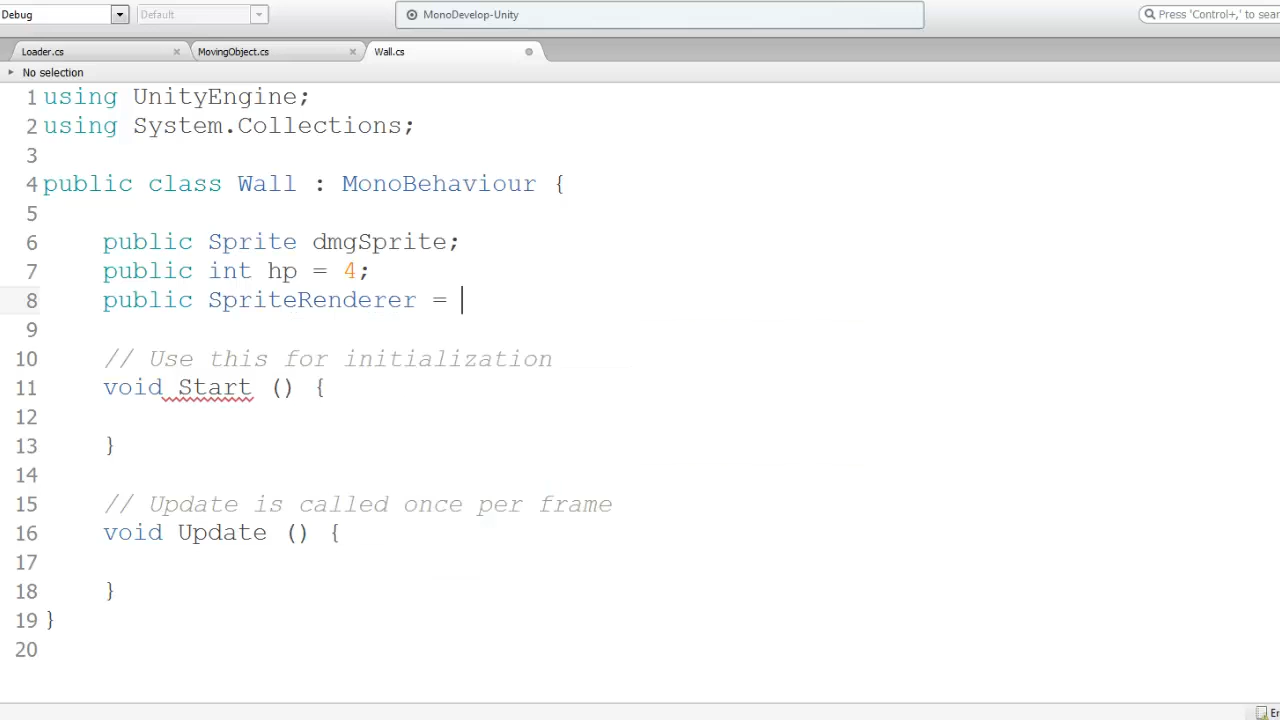 Debug
Default
MonoDevelop-Unity
Press 'Control+,' to sear
Loader.cs
MovingObject.cs
Wall.cs
No selection
1 using UnityEngine;
2 using System.Collections;
3
4 public class Wall : MonoBehaviour {
5
6 public Sprite dmgSprite;
7 public int hp = 4;
8 public SpriteRenderer =
9
10 // Use this for initialization
11 void Start () {
12
13 }
14
15 // Update is called once per frame
16 void Update () {
17
18 }
19 }
20
Er